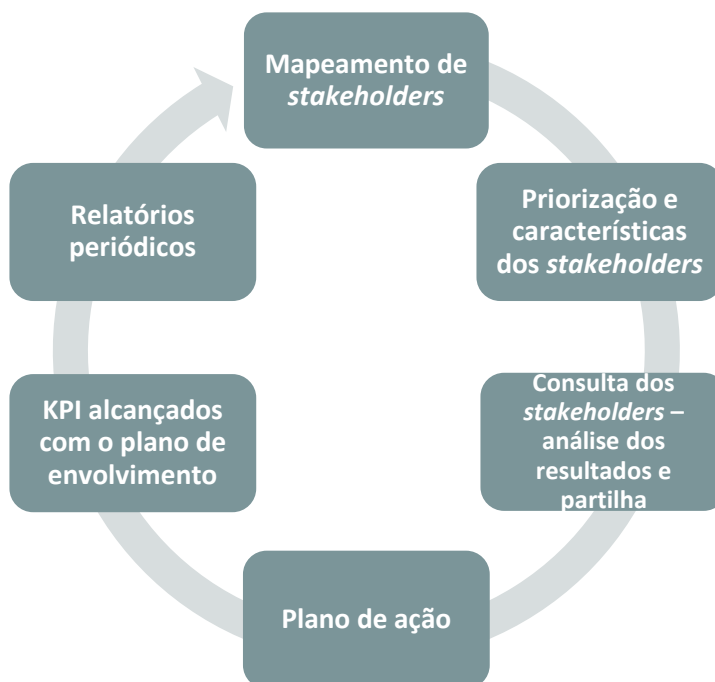 Mapeamento de
stakeholders
Priorização e
características
dos stakeholders
Consulta dos
stakeholders –
análise dos
resultados e
partilha
Plano de ação
KPI alcançados
com o plano de
envolvimento
Relatórios
periódicos